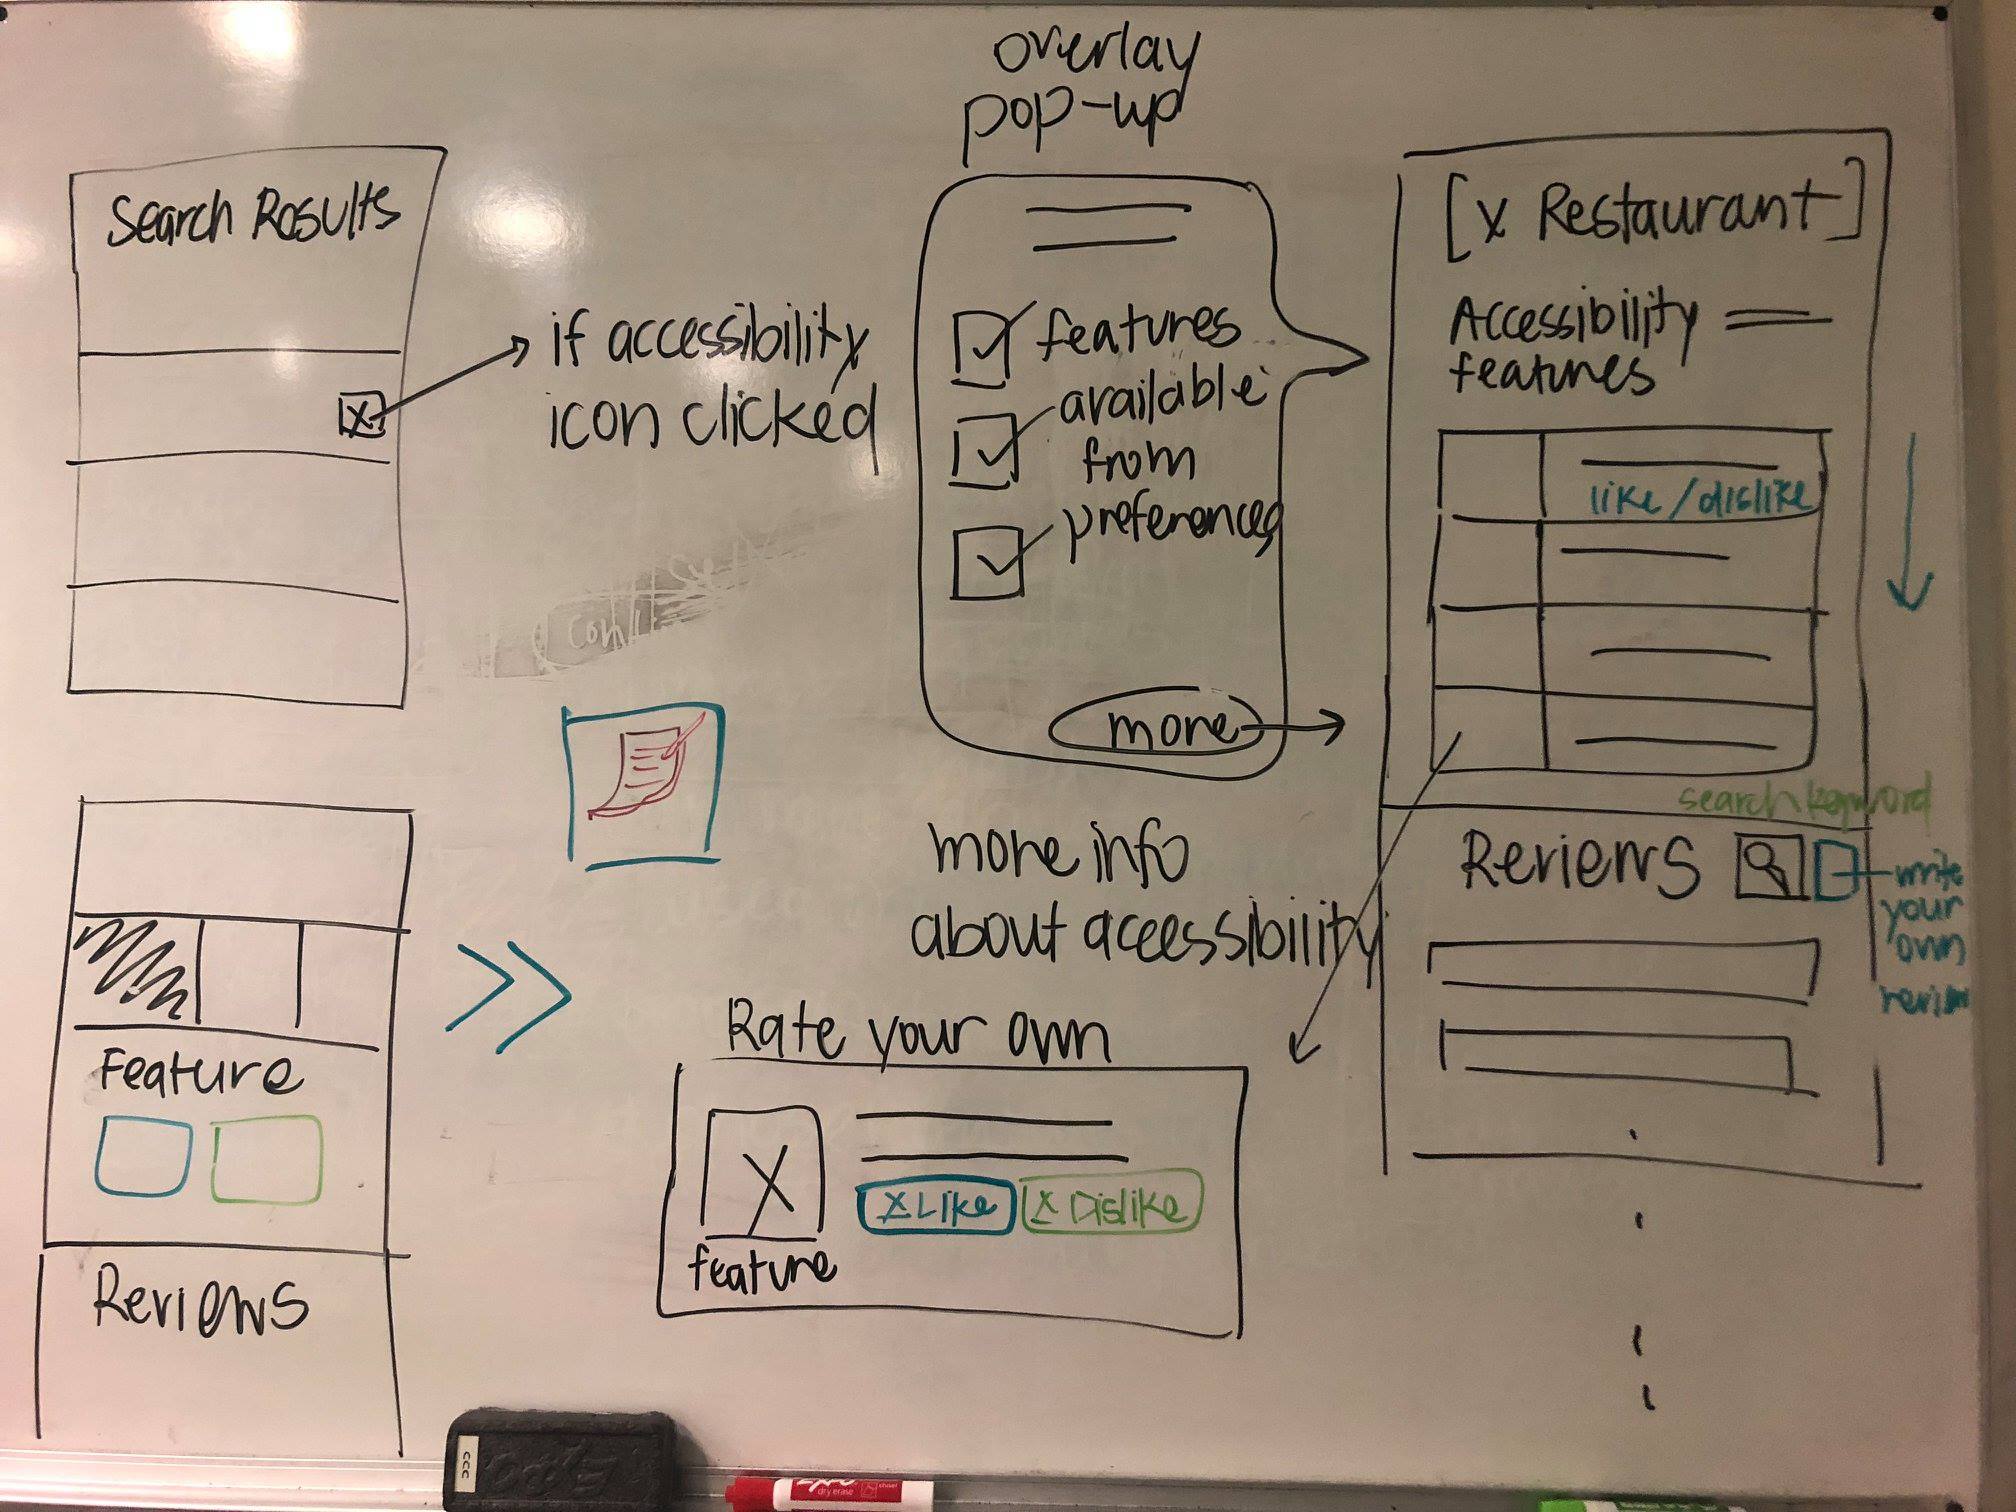 overlay
pop-up
Search Results
if accessibility
icon clicked
features
available
from
preferences
more
[x Restaurant]
Accessibility
features
like/dislike
search keyword
Reviews
write
your
own
review
more info
about accessibility
Rate your own
x Like
x Dislike
feature
Feature
Reviews
ccc
EXPO
dry erase